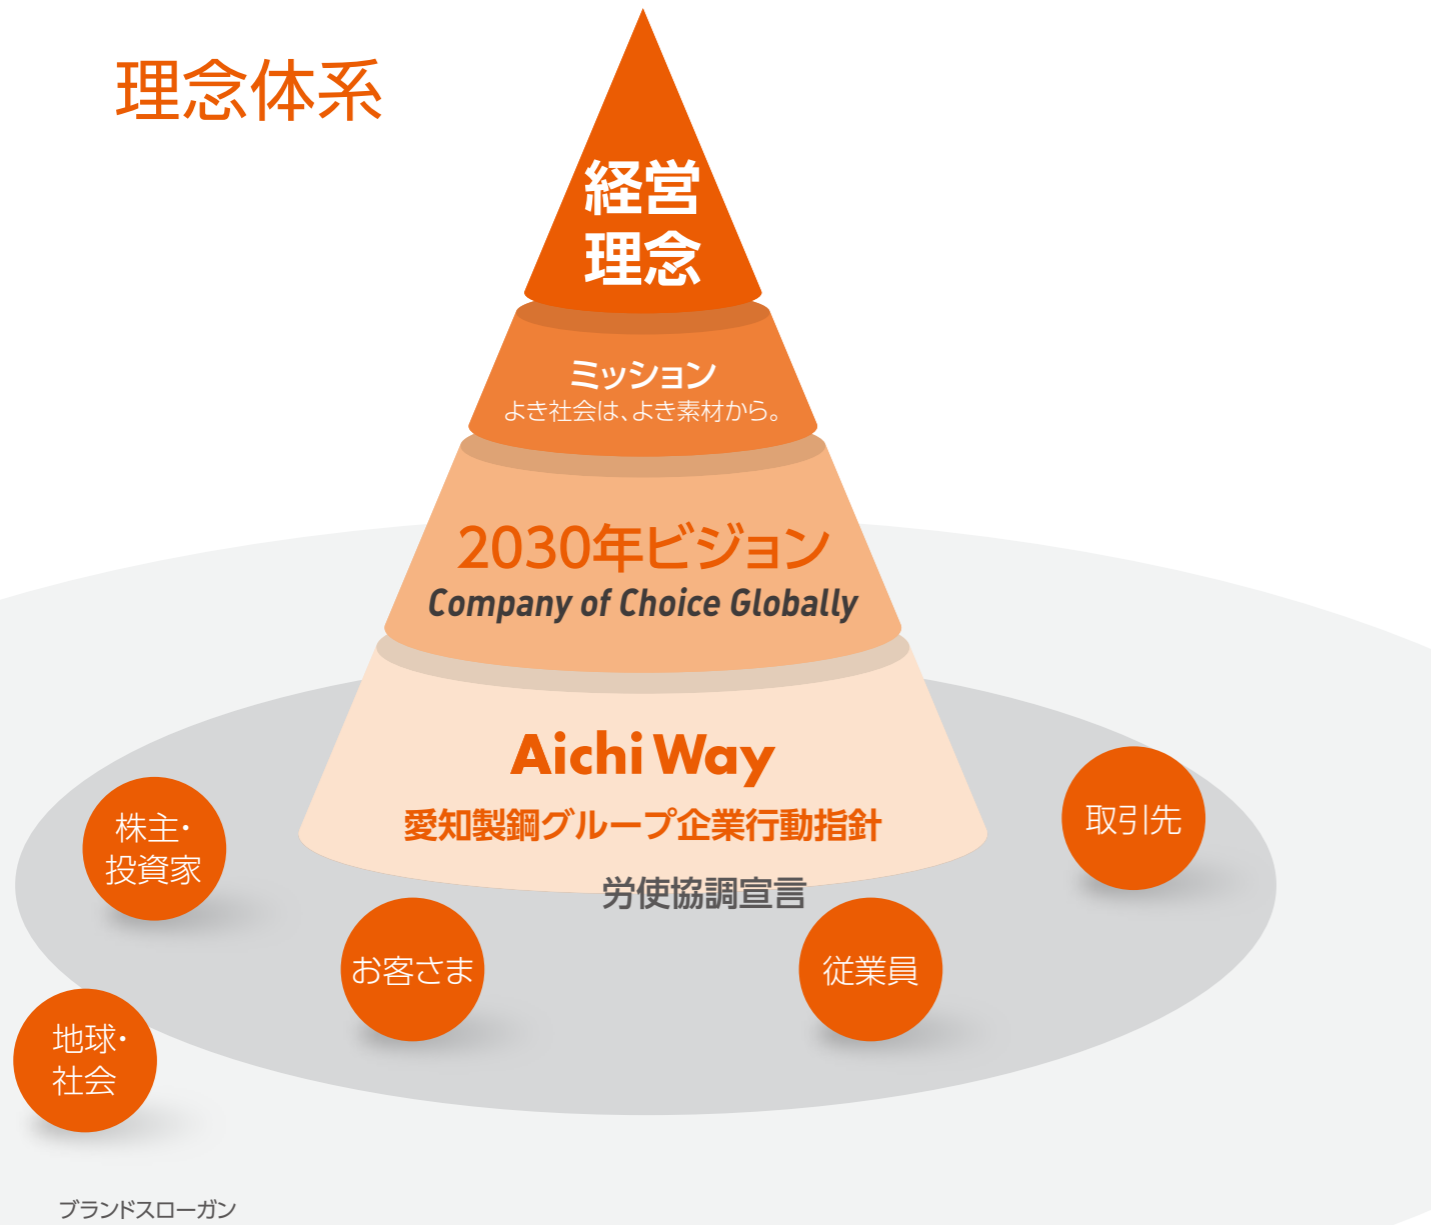 理念体系
経営
理念
ミッション
よき社会は、よき素材から。
2030年ビジョン
Company of Choice Globally
Aichi Way
愛知製鋼グループ企業行動指針
労使協調宣言
株主・
投資家
お客さま
従業員
取引先
地球・
社会
ブランドスローガン